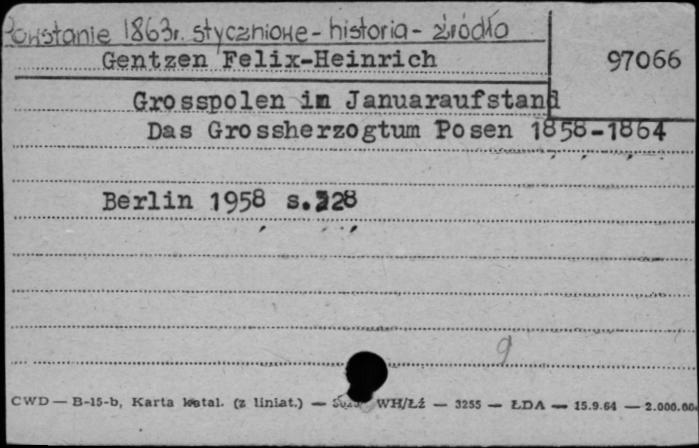 Powstanie 1863r. styczniowe - historia - źródło
Gentzen Felix-Heinrich
97066
Grosspolen im Januaraufstand
Das Grossherzogtum Posen 1858-1864
Berlin 1958 s.328
9
CWD — B-15-b, Karta katal. (z liniat.) — WH/Łź — 3255 — ŁDA — 15.9.64 — 2.000.00